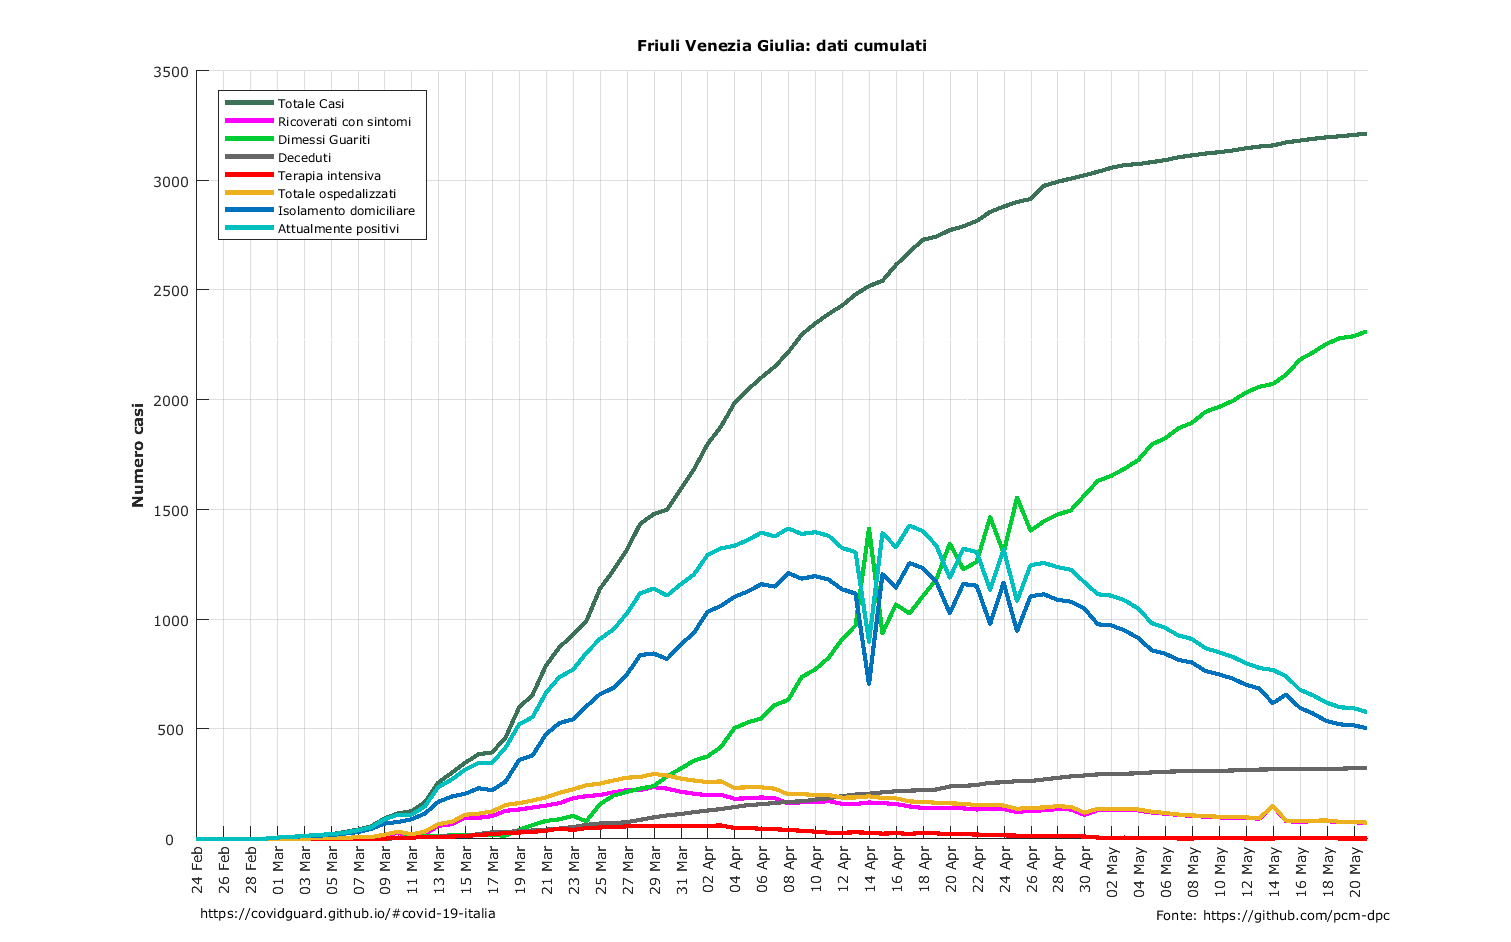 Friuli Venezia Giulia: dati cumulati
3500
3000
2500
2000
1500
1000
500
0
Numero casi
Totale Casi
Ricoverati con sintomi
Dimessi Guariti
Deceduti
Terapia intensiva
Totale ospedalizzati
Isolamento domiciliare
Attualmente positivi
24 Feb
26 Feb
28 Feb
01 Mar
03 Mar
05 Mar
07 Mar
09 Mar
11 Mar
13 Mar
15 Mar
17 Mar
19 Mar
21 Mar
23 Mar
25 Mar
27 Mar
29 Mar
31 Mar
02 Apr
04 Apr
06 Apr
08 Apr
10 Apr
12 Apr
14 Apr
16 Apr
18 Apr
20 Apr
22 Apr
24 Apr
26 Apr
28 Apr
30 Apr
02 May
04 May
06 May
08 May
10 May
12 May
14 May
16 May
18 May
20 May
https://covidguard.github.io/#covid-19-italia
Fonte: https://github.com/pcm-dpc